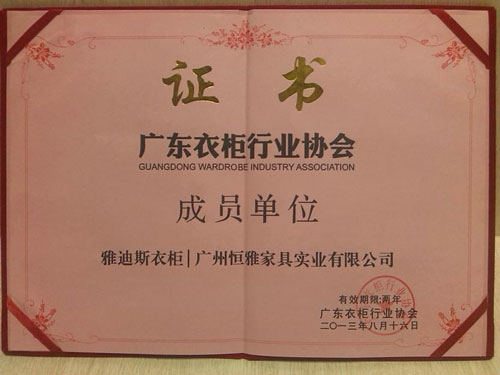 证 书
广东衣柜行业协会
GUANGDONG WARDROBE INDUSTRY ASSOCIATION
成员单位
雅迪斯衣柜|广州恒雅家具实业有限公司
有效期限:两年
广东衣柜行业协会
二〇一三年八月十六日